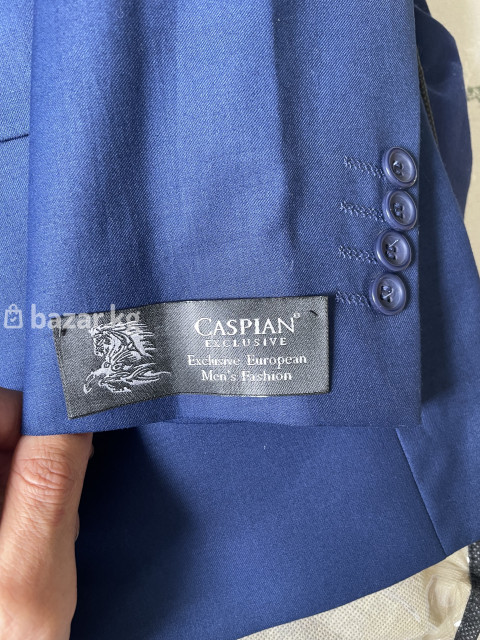 bazar.kg
CASPIAN®
EXCLUSIVE
Exclusive European
Men's Fashion